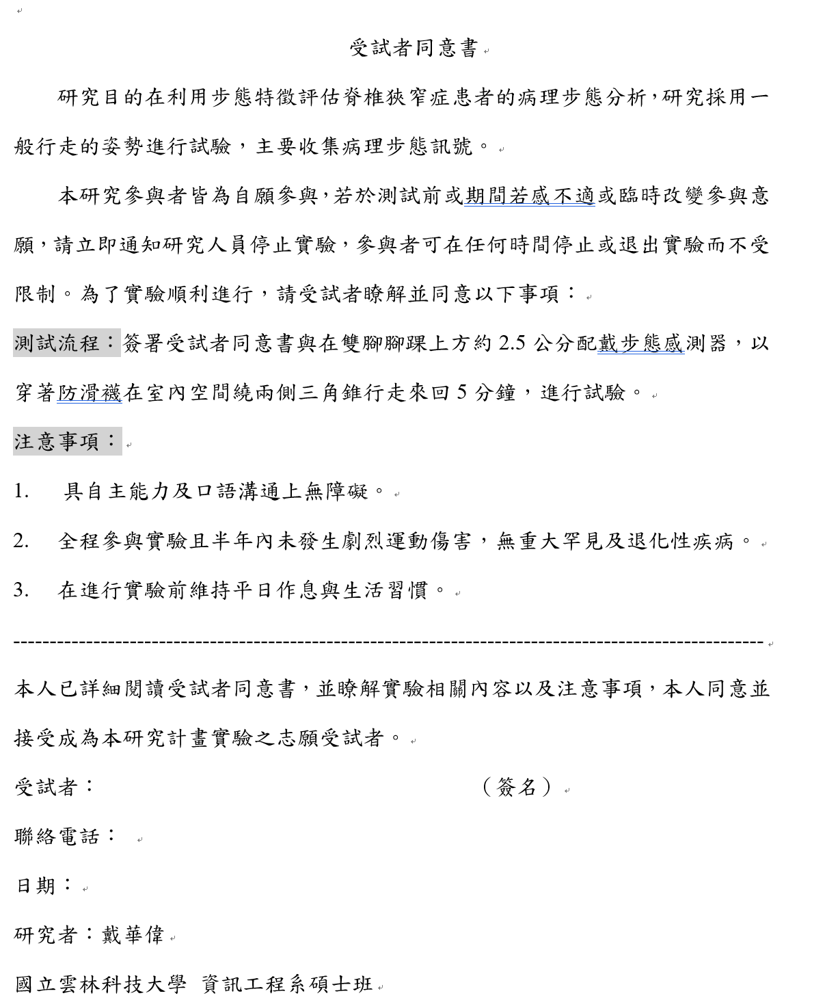 受試者同意書
研究目的在利用步態特徵評估脊椎狹窄症患者的病理步態分析，研究採用一
般行走的姿勢進行試驗，主要收集病理步態訊號。
本研究參與者皆為自願參與，若於測試前或期間若感不適或臨時改變參與意
願，請立即通知研究人員停止實驗，參與者可在任何時間停止或退出實驗而不受
限制。為了實驗順利進行，請受試者瞭解並同意以下事項：
測試流程：簽署受試者同意書與在雙腳腳踝上方約 2.5 公分配戴步態感測器，以
穿著防滑襪在室內空間繞兩側三角錐行走來回 5 分鐘，進行試驗。
注意事項：
1. 具自主能力及口語溝通上無障礙。
2. 全程參與實驗且半年內未發生劇烈運動傷害，無重大罕見及退化性疾病。
3. 在進行實驗前維持平日作息與生活習慣。
--------------------------------------------------------------------------------------------------------
本人已詳細閱讀受試者同意書，並瞭解實驗相關內容以及注意事項，本人同意並
接受成為本研究計畫實驗之志願受試者。
受試者： （簽名）
聯絡電話：
日期：
研究者：戴華偉
國立雲林科技大學 資訊工程系碩士班